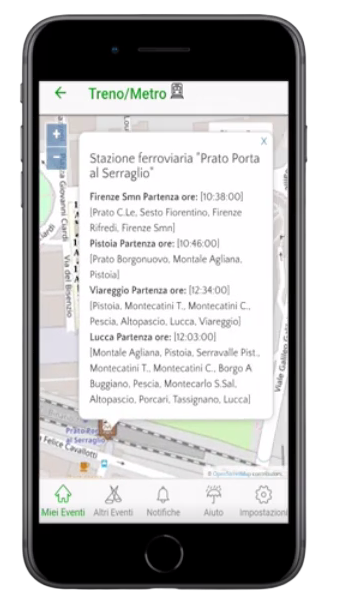 Treno/Metro
+
X
Stazione ferroviaria "Prato Porta
al Serraglio"
Firenze Smn Partenza ore: [10:38:00]
[Prato C.Le, Sesto Fiorentino, Firenze
Rifredi, Firenze Smn]
Pistoia Partenza ore: [10:46:00]
[Prato Borgonuovo, Montale Agliana,
Pistoia]
Viareggio Partenza ore: [12:34:00]
[Pistoia, Montecatini T., Montecatini C.,
Pescia, Altopascio, Lucca, Viareggio]
Lucca Partenza ore: [12:03:00]
[Montale Agliana, Pistoia, Serravalle Pist.,
Montecatini T., Montecatini C., Borgo A
Buggiano, Pescia, Montecarlo S.Sal,
Altopascio, Porcari, Tassignano, Lucca]
Giovanni Ciardi
Via del Bisenzio
Viale Galileo
al Serraglio
Felice Cavallotti
© OpenStreetMap contributors.
Miei Eventi Altri Eventi Notifiche Aiuto Impostazioni